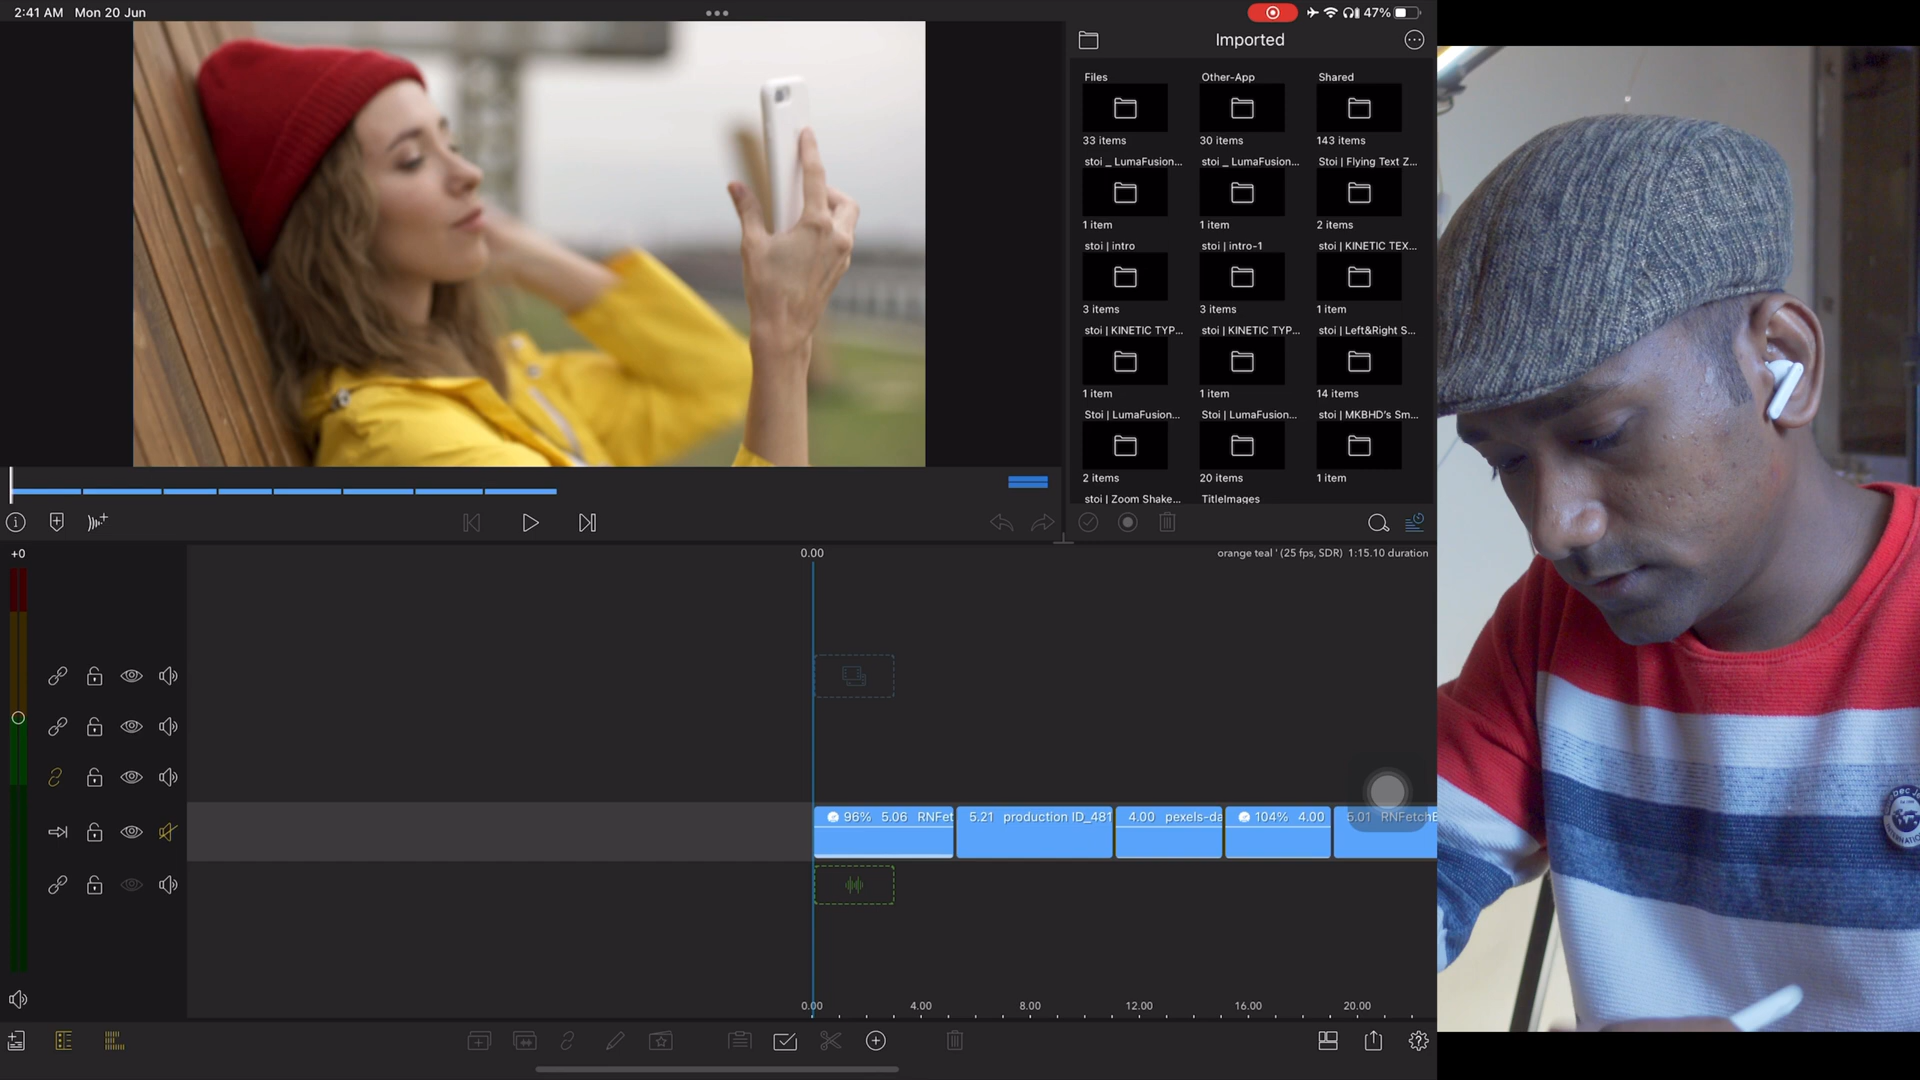 2:41 AM Mon 20 Jun
47%
Imported
Files Other-App Shared
33 items 30 items 143 items
stoi _ LumaFusion... stoi _ LumaFusion... Stoi | Flying Text Z...
1 item 1 item 2 items
stoi | intro stoi | intro-1 stoi | KINETIC TEX...
3 items 3 items 1 item
stoi | KINETIC TYP... stoi | KINETIC TYP... stoi | Left&Right S...
1 item 1 item 14 items
Stoi | LumaFusion... Stoi | LumaFusion... stoi | MKBHD's Sm...
2 items 20 items 1 item
stoi | Zoom Shake... TitleImages
+0
0.00
orange teal ' (25 fps, SDR) 1:15.10 duration
96% 5.06 RNFet
5.21 production ID_481
4.00 pexels-da
104% 4.00
5.01 RNFetch
0.00 4.00 8.00 12.00 16.00 20.00